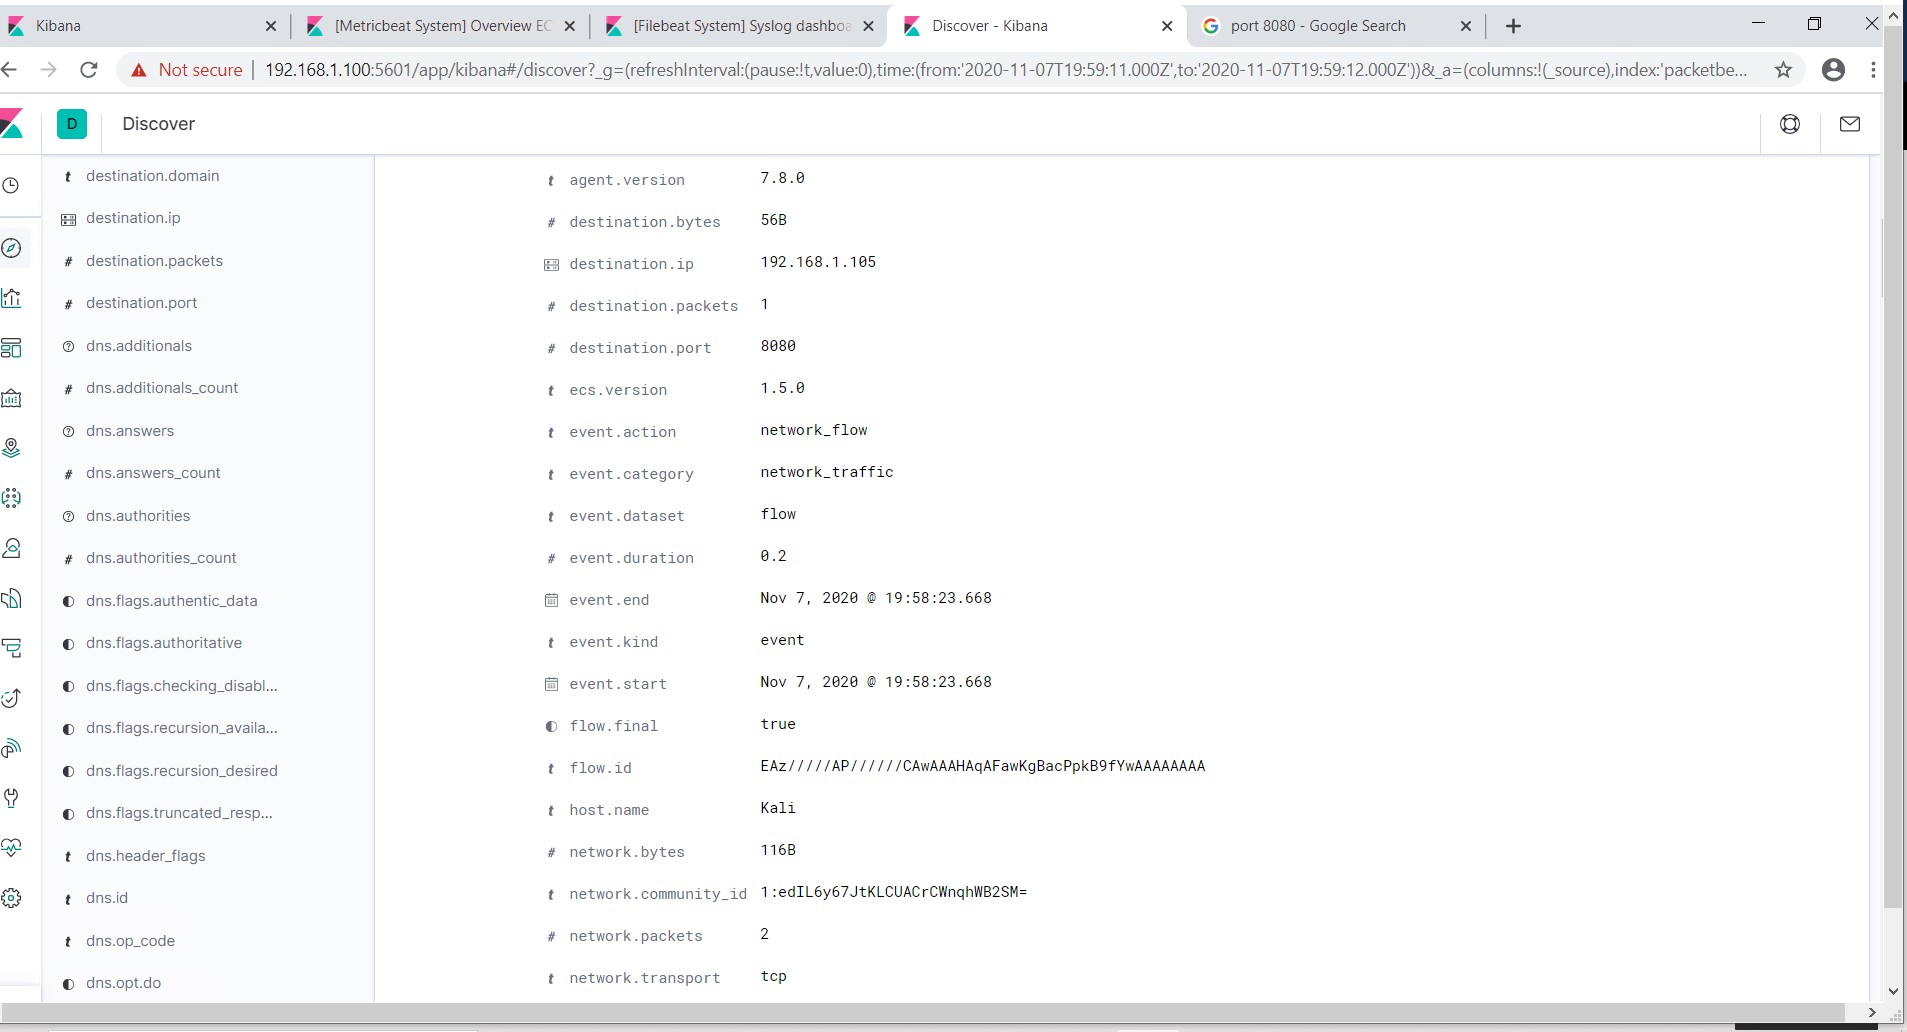 Kibana
[Metricbeat System] Overview EC
[Filebeat System] Syslog dashboa
Discover - Kibana
port 8080 - Google Search
Not secure
192.168.1.100:5601/app/kibana#/discover?_g=(refreshInterval:(pause:!t,value:0),time:(from:'2020-11-07T19:59:11.000Z',to:'2020-11-07T19:59:12.000Z'))&_a=(columns:!(_source),index:'packetbe...
D
Discover
destination.domain
destination.ip
destination.packets
destination.port
dns.additionals
dns.additionals_count
dns.answers
dns.answers_count
dns.authorities
dns.authorities_count
dns.flags.authentic_data
dns.flags.authoritative
dns.flags.checking_disabl...
dns.flags.recursion_availa...
dns.flags.recursion_desired
dns.flags.truncated_resp...
dns.header_flags
dns.id
dns.op_code
dns.opt.do
agent.version 7.8.0
destination.bytes 56B
destination.ip 192.168.1.105
destination.packets 1
destination.port 8080
ecs.version 1.5.0
event.action network_flow
event.category network_traffic
event.dataset flow
event.duration 0.2
event.end Nov 7, 2020 @ 19:58:23.668
event.kind event
event.start Nov 7, 2020 @ 19:58:23.668
flow.final true
flow.id EAz/////AP//////CAwAAAHAqAFawKgBacPpkB9fYwAAAAAAAA
host.name Kali
network.bytes 116B
network.community_id 1:edIL6y67JtKLCUACrCWnqhWB2SM=
network.packets 2
network.transport tcp